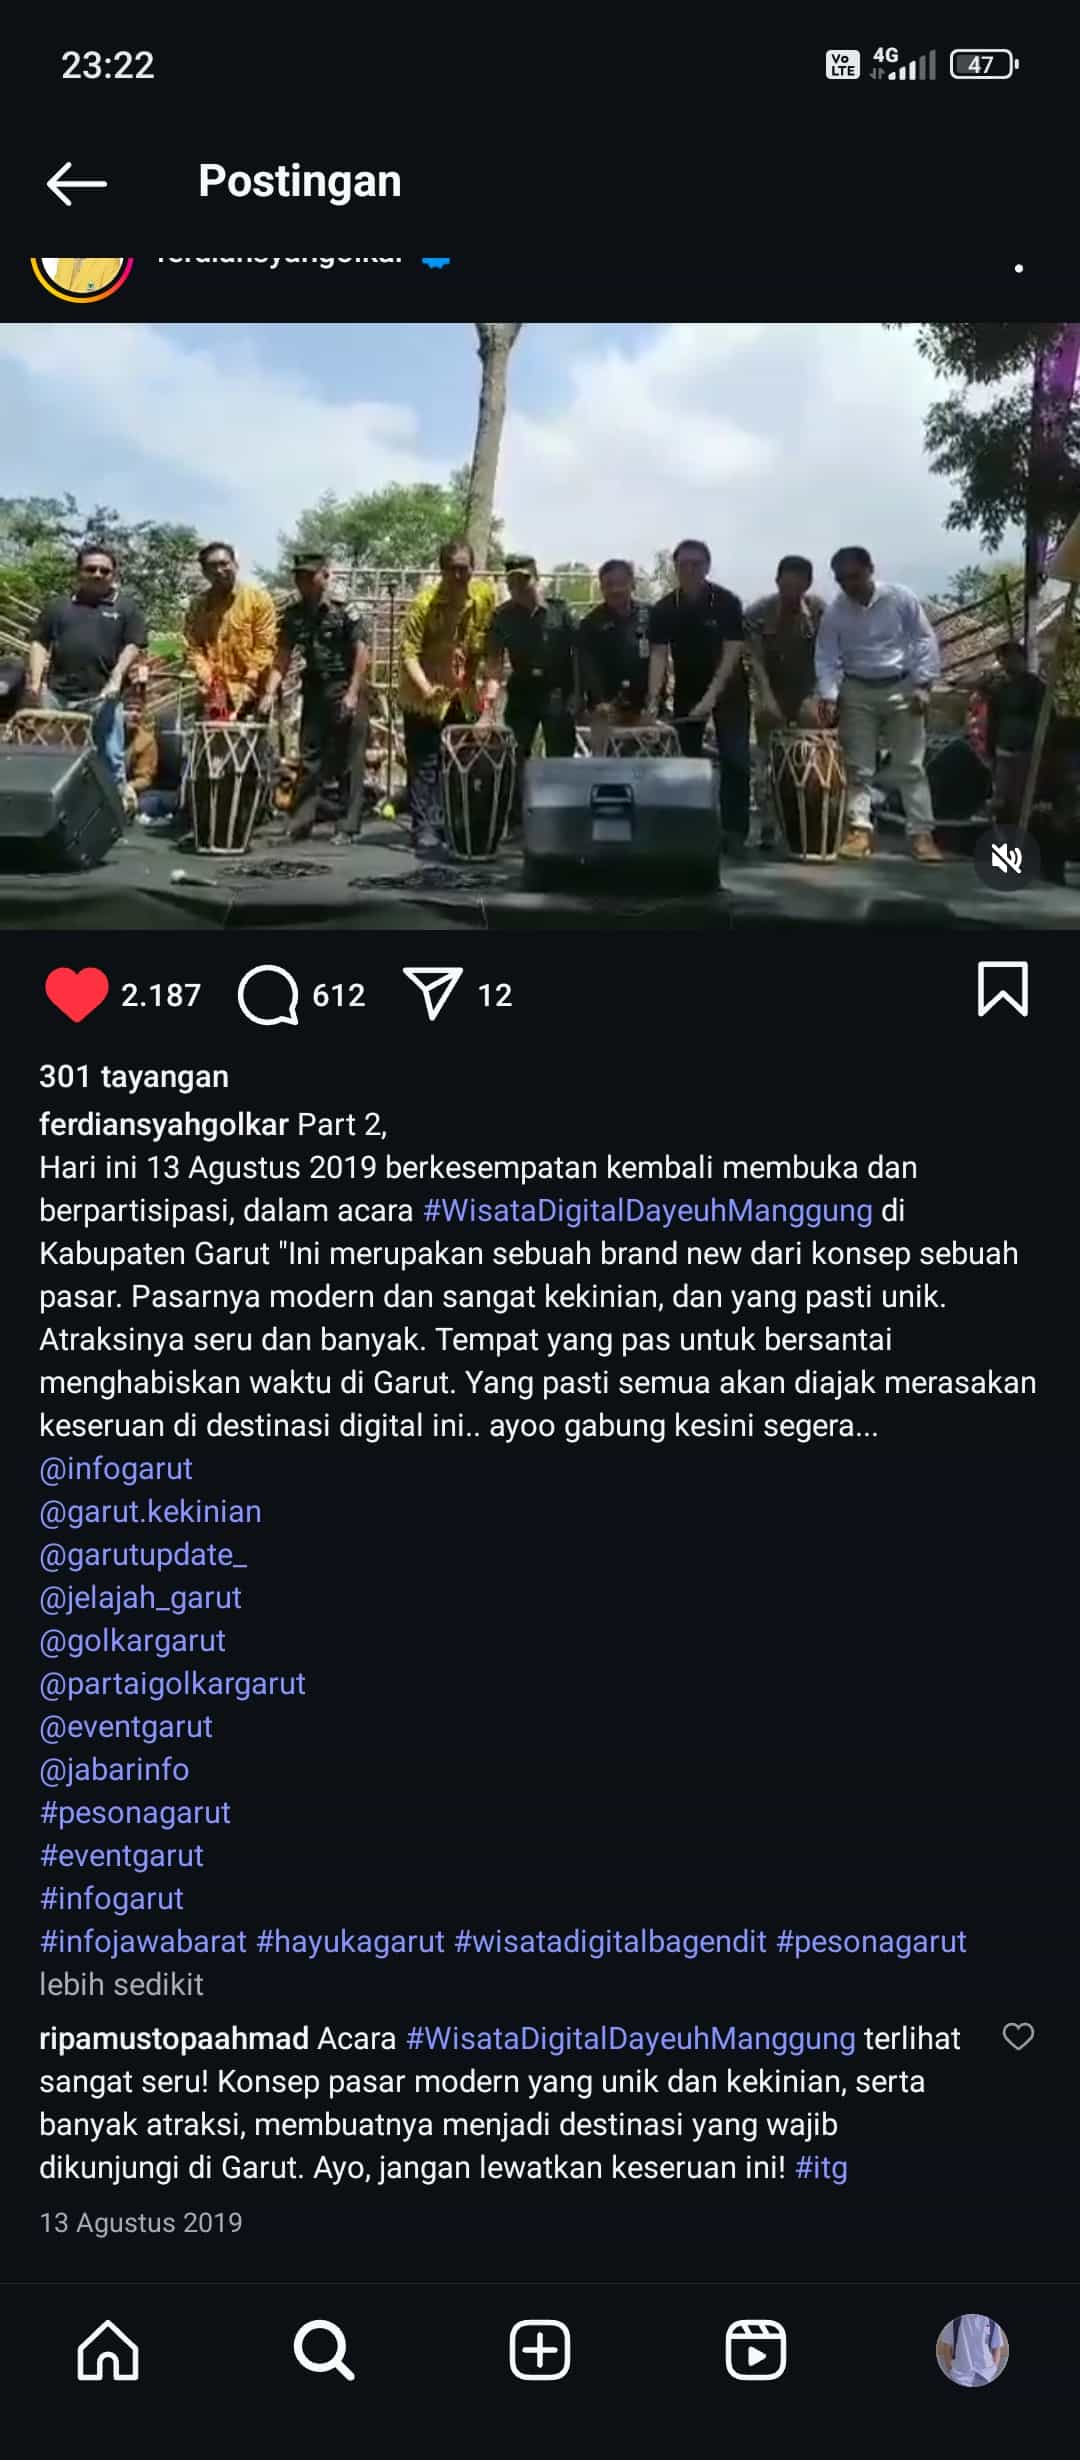 23:22
Vo LTE 4G 47
Postingan
ferdiansyahgolkar
2.187 612 12
301 tayangan
ferdiansyahgolkar Part 2,
Hari ini 13 Agustus 2019 berkesempatan kembali membuka dan
berpartisipasi, dalam acara #WisataDigitalDayeuhManggung di
Kabupaten Garut "Ini merupakan sebuah brand new dari konsep sebuah
pasar. Pasarnya modern dan sangat kekinian, dan yang pasti unik.
Atraksinya seru dan banyak. Tempat yang pas untuk bersantai
menghabiskan waktu di Garut. Yang pasti semua akan diajak merasakan
keseruan di destinasi digital ini.. ayoo gabung kesini segera...
@infogarut
@garut.kekinian
@garutupdate_
@jelajah_garut
@golkargarut
@partaigolkargarut
@eventgarut
@jabarinfo
#pesonagarut
#eventgarut
#infogarut
#infojawabarat #hayukagarut #wisatadigitalbagendit #pesonagarut
lebih sedikit
ripamustopaahmad Acara #WisataDigitalDayeuhManggung terlihat
sangat seru! Konsep pasar modern yang unik dan kekinian, serta
banyak atraksi, membuatnya menjadi destinasi yang wajib
dikunjungi di Garut. Ayo, jangan lewatkan keseruan ini! #itg
13 Agustus 2019